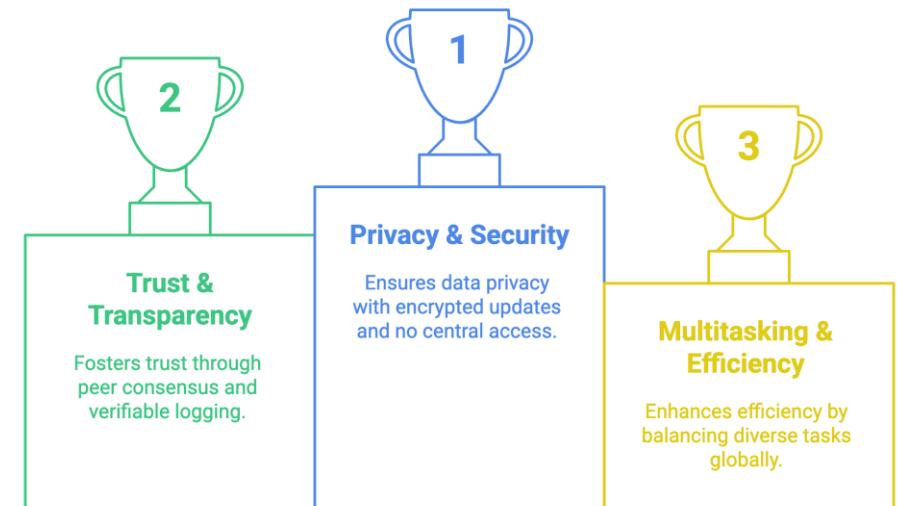 2
Trust &
Transparency
Fosters trust through
peer consensus and
verifiable logging.
1
Privacy & Security
Ensures data privacy
with encrypted updates
and no central access.
3
Multitasking &
Efficiency
Enhances efficiency by
balancing diverse tasks
globally.